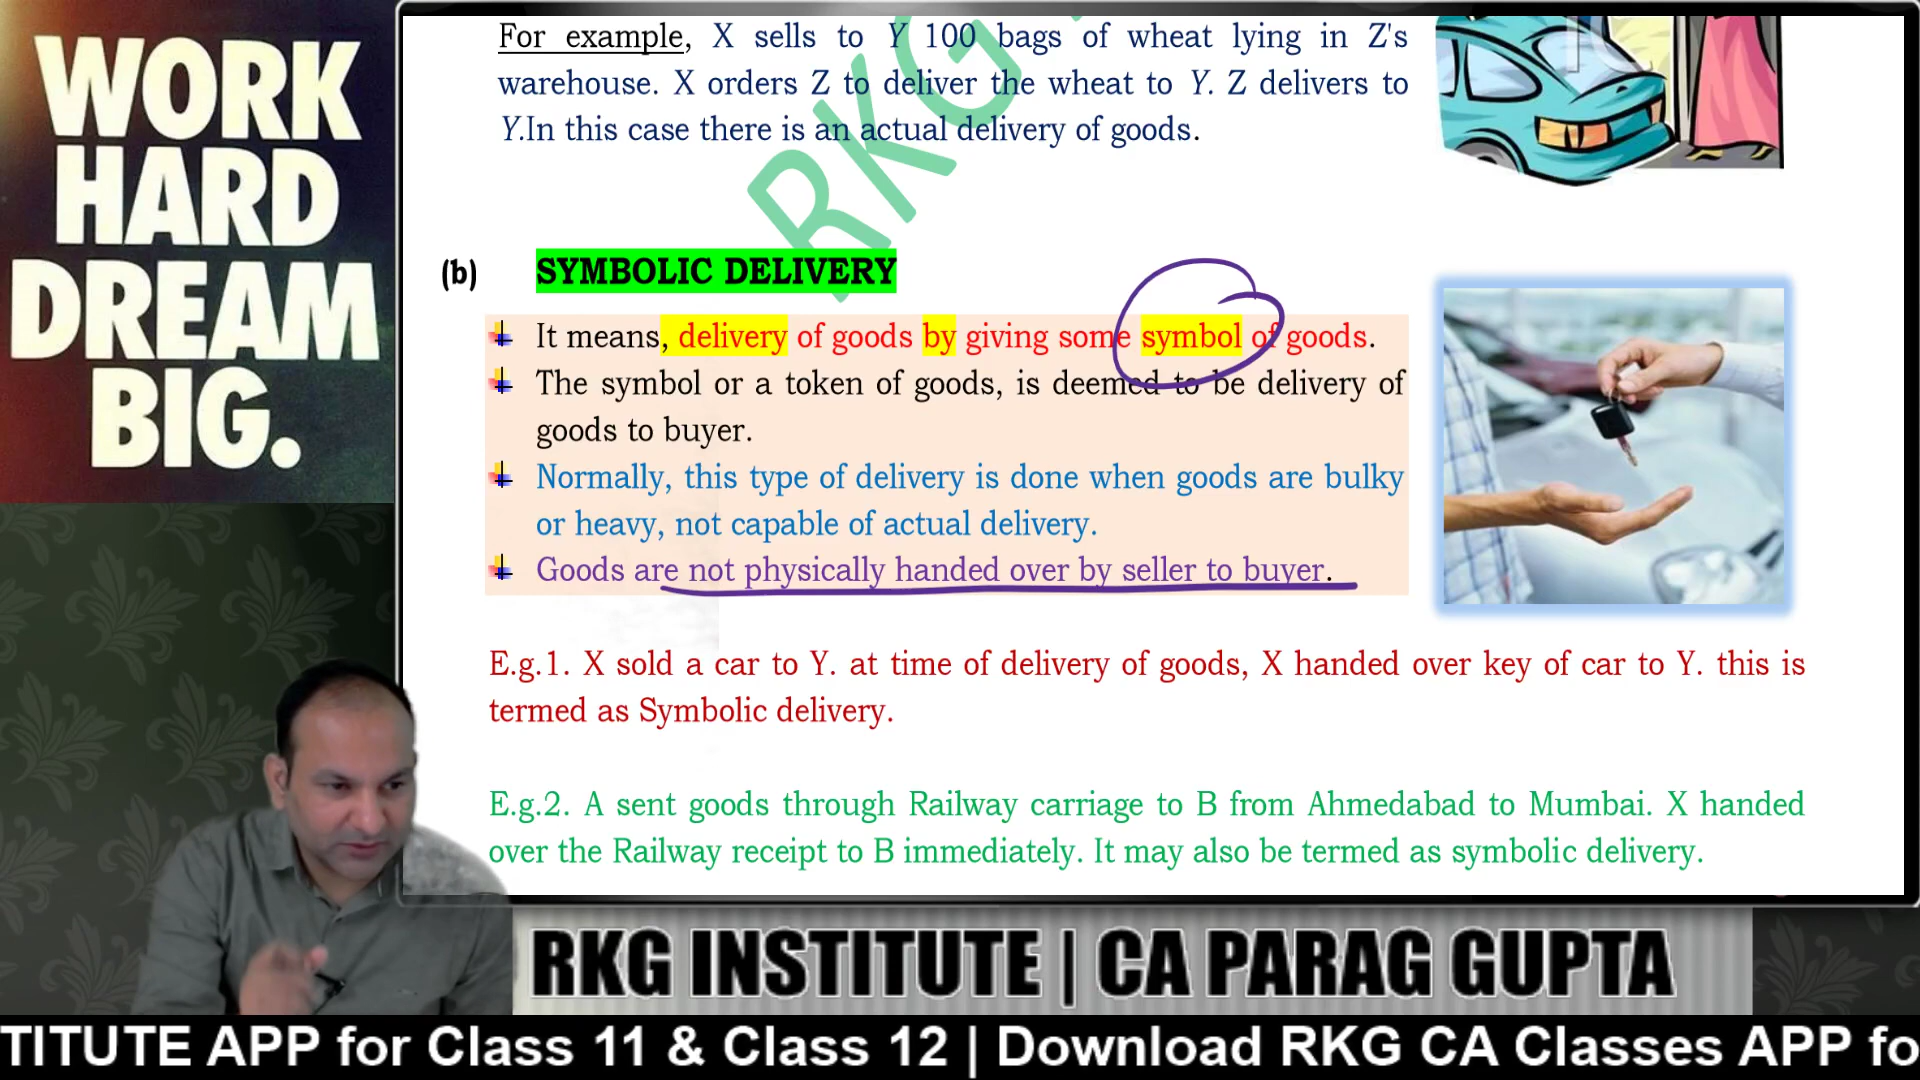 WORK
HARD
DREAM
BIG.
For example, X sells to Y 100 bags of wheat lying in Z's
warehouse. X orders Z to deliver the wheat to Y. Z delivers to
Y.In this case there is an actual delivery of goods.
RKG
(b) SYMBOLIC DELIVERY
It means, delivery of goods by giving some symbol of goods.
The symbol or a token of goods, is deemed to be delivery of
goods to buyer.
Normally, this type of delivery is done when goods are bulky
or heavy, not capable of actual delivery.
Goods are not physically handed over by seller to buyer.
E.g.1. X sold a car to Y. at time of delivery of goods, X handed over key of car to Y. this is
termed as Symbolic delivery.
E.g.2. A sent goods through Railway carriage to B from Ahmedabad to Mumbai. X handed
over the Railway receipt to B immediately. It may also be termed as symbolic delivery.
RKG INSTITUTE | CA PARAG GUPTA
TITUTE APP for Class 11 & Class 12 | Download RKG CA Classes APP fo